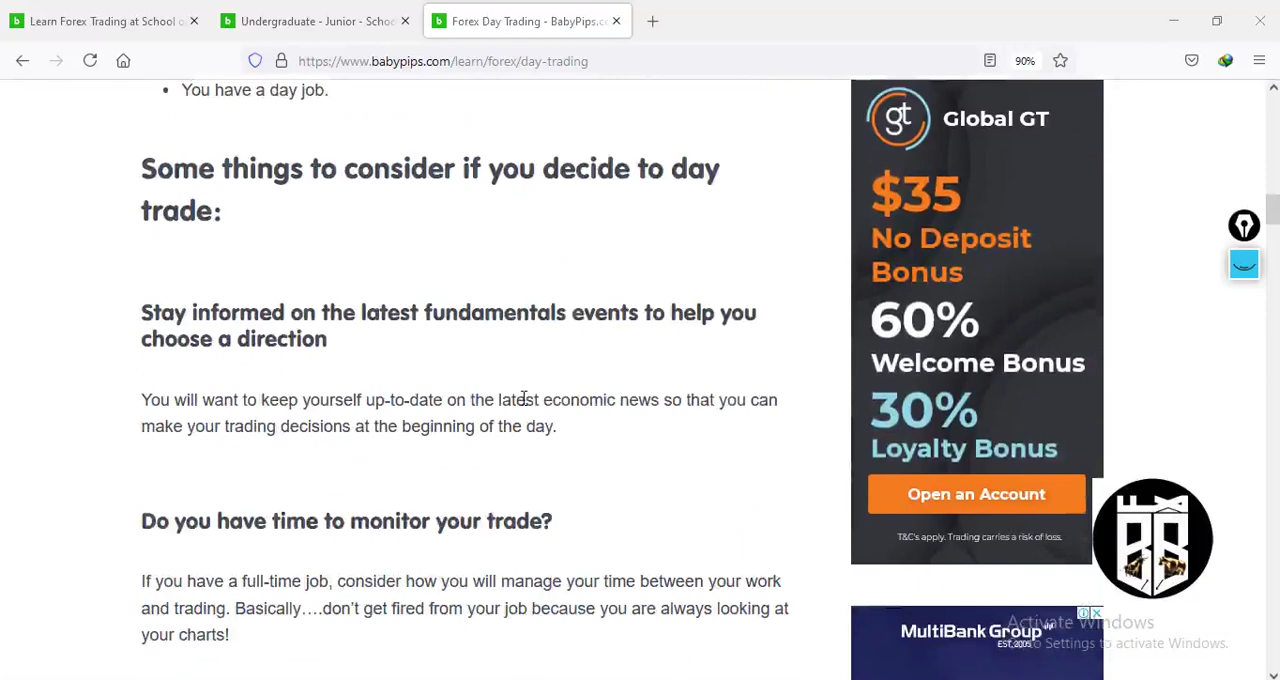 Learn Forex Trading at School o
Undergraduate - Junior - Schoo
Forex Day Trading - BabyPips.co
https://www.babypips.com/learn/forex/day-trading
90%
You have a day job.
Some things to consider if you decide to day
trade:
Stay informed on the latest fundamentals events to help you
choose a direction
You will want to keep yourself up-to-date on the latest economic news so that you can
make your trading decisions at the beginning of the day.
Do you have time to monitor your trade?
If you have a full-time job, consider how you will manage your time between your work
and trading. Basically….don’t get fired from your job because you are always looking at
your charts!
gt Global GT
$35
No Deposit
Bonus
60%
Welcome Bonus
30%
Loyalty Bonus
Open an Account
T&C's apply. Trading carries a risk of loss.
FX
BB
MultiBank Group
EST. 2005
Activate Windows
Go to Settings to activate Windows.